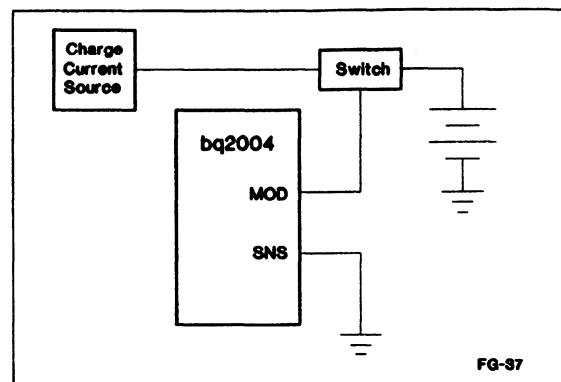 Charge
Current
Source
Switch
bq2004
MOD
SNS
FG-37